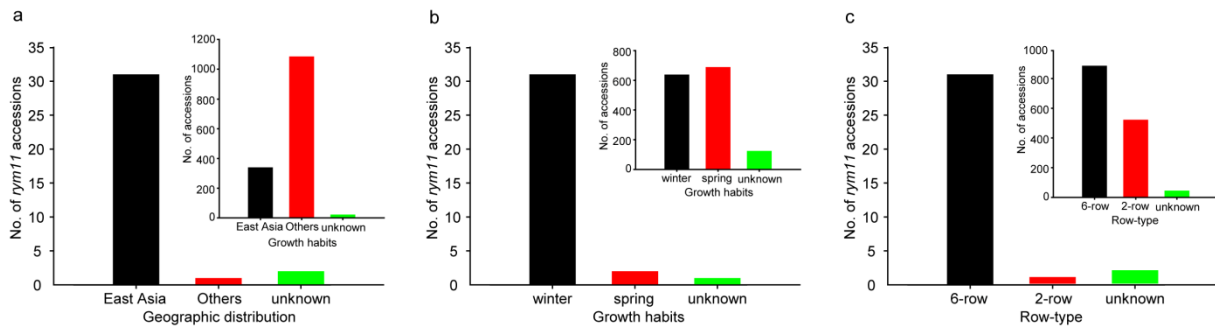 a
No. of rym11 accessions
35
30
25
20
15
10
5
0
East Asia Others unknown
Geographic distribution
No. of accessions
1200
1000
800
600
400
200
0
East Asia Others unknown
Growth habits
b
No. of rym11 accessions
35
30
25
20
15
10
5
0
winter spring unknown
Growth habits
No. of accessions
800
600
400
200
0
winter spring unknown
Growth habits
c
No. of rym11 accessions
35
30
25
20
15
10
5
0
6-row 2-row unknown
Row-type
No. of accessions
1000
800
600
400
200
0
6-row 2-row unknown
Row-type